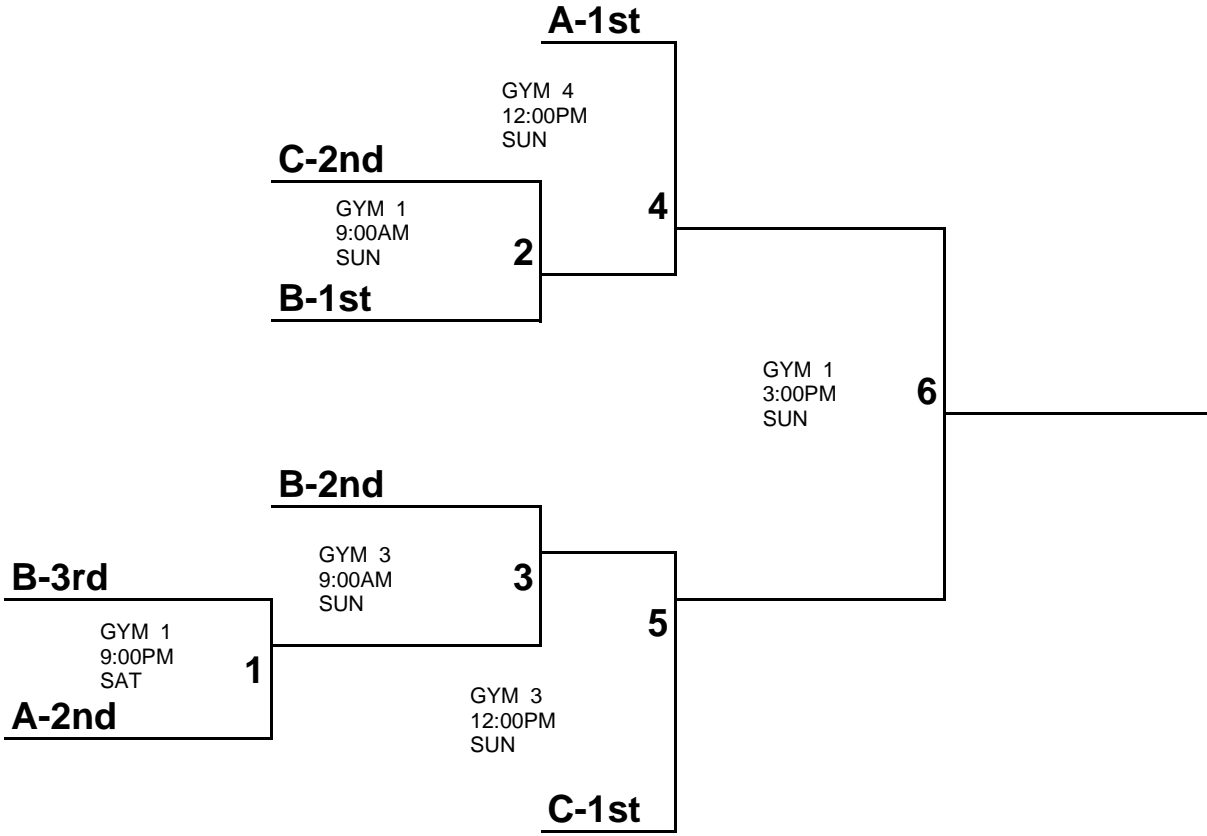 A-1st
GYM 4
12:00PM
SUN
C-2nd
GYM 1
9:00AM
SUN
4
2
B-1st
GYM 1
3:00PM
SUN
6
B-2nd
GYM 3
9:00AM
SUN
3
B-3rd
GYM 1
9:00PM
SAT
1
5
A-2nd
GYM 3
12:00PM
SUN
C-1st